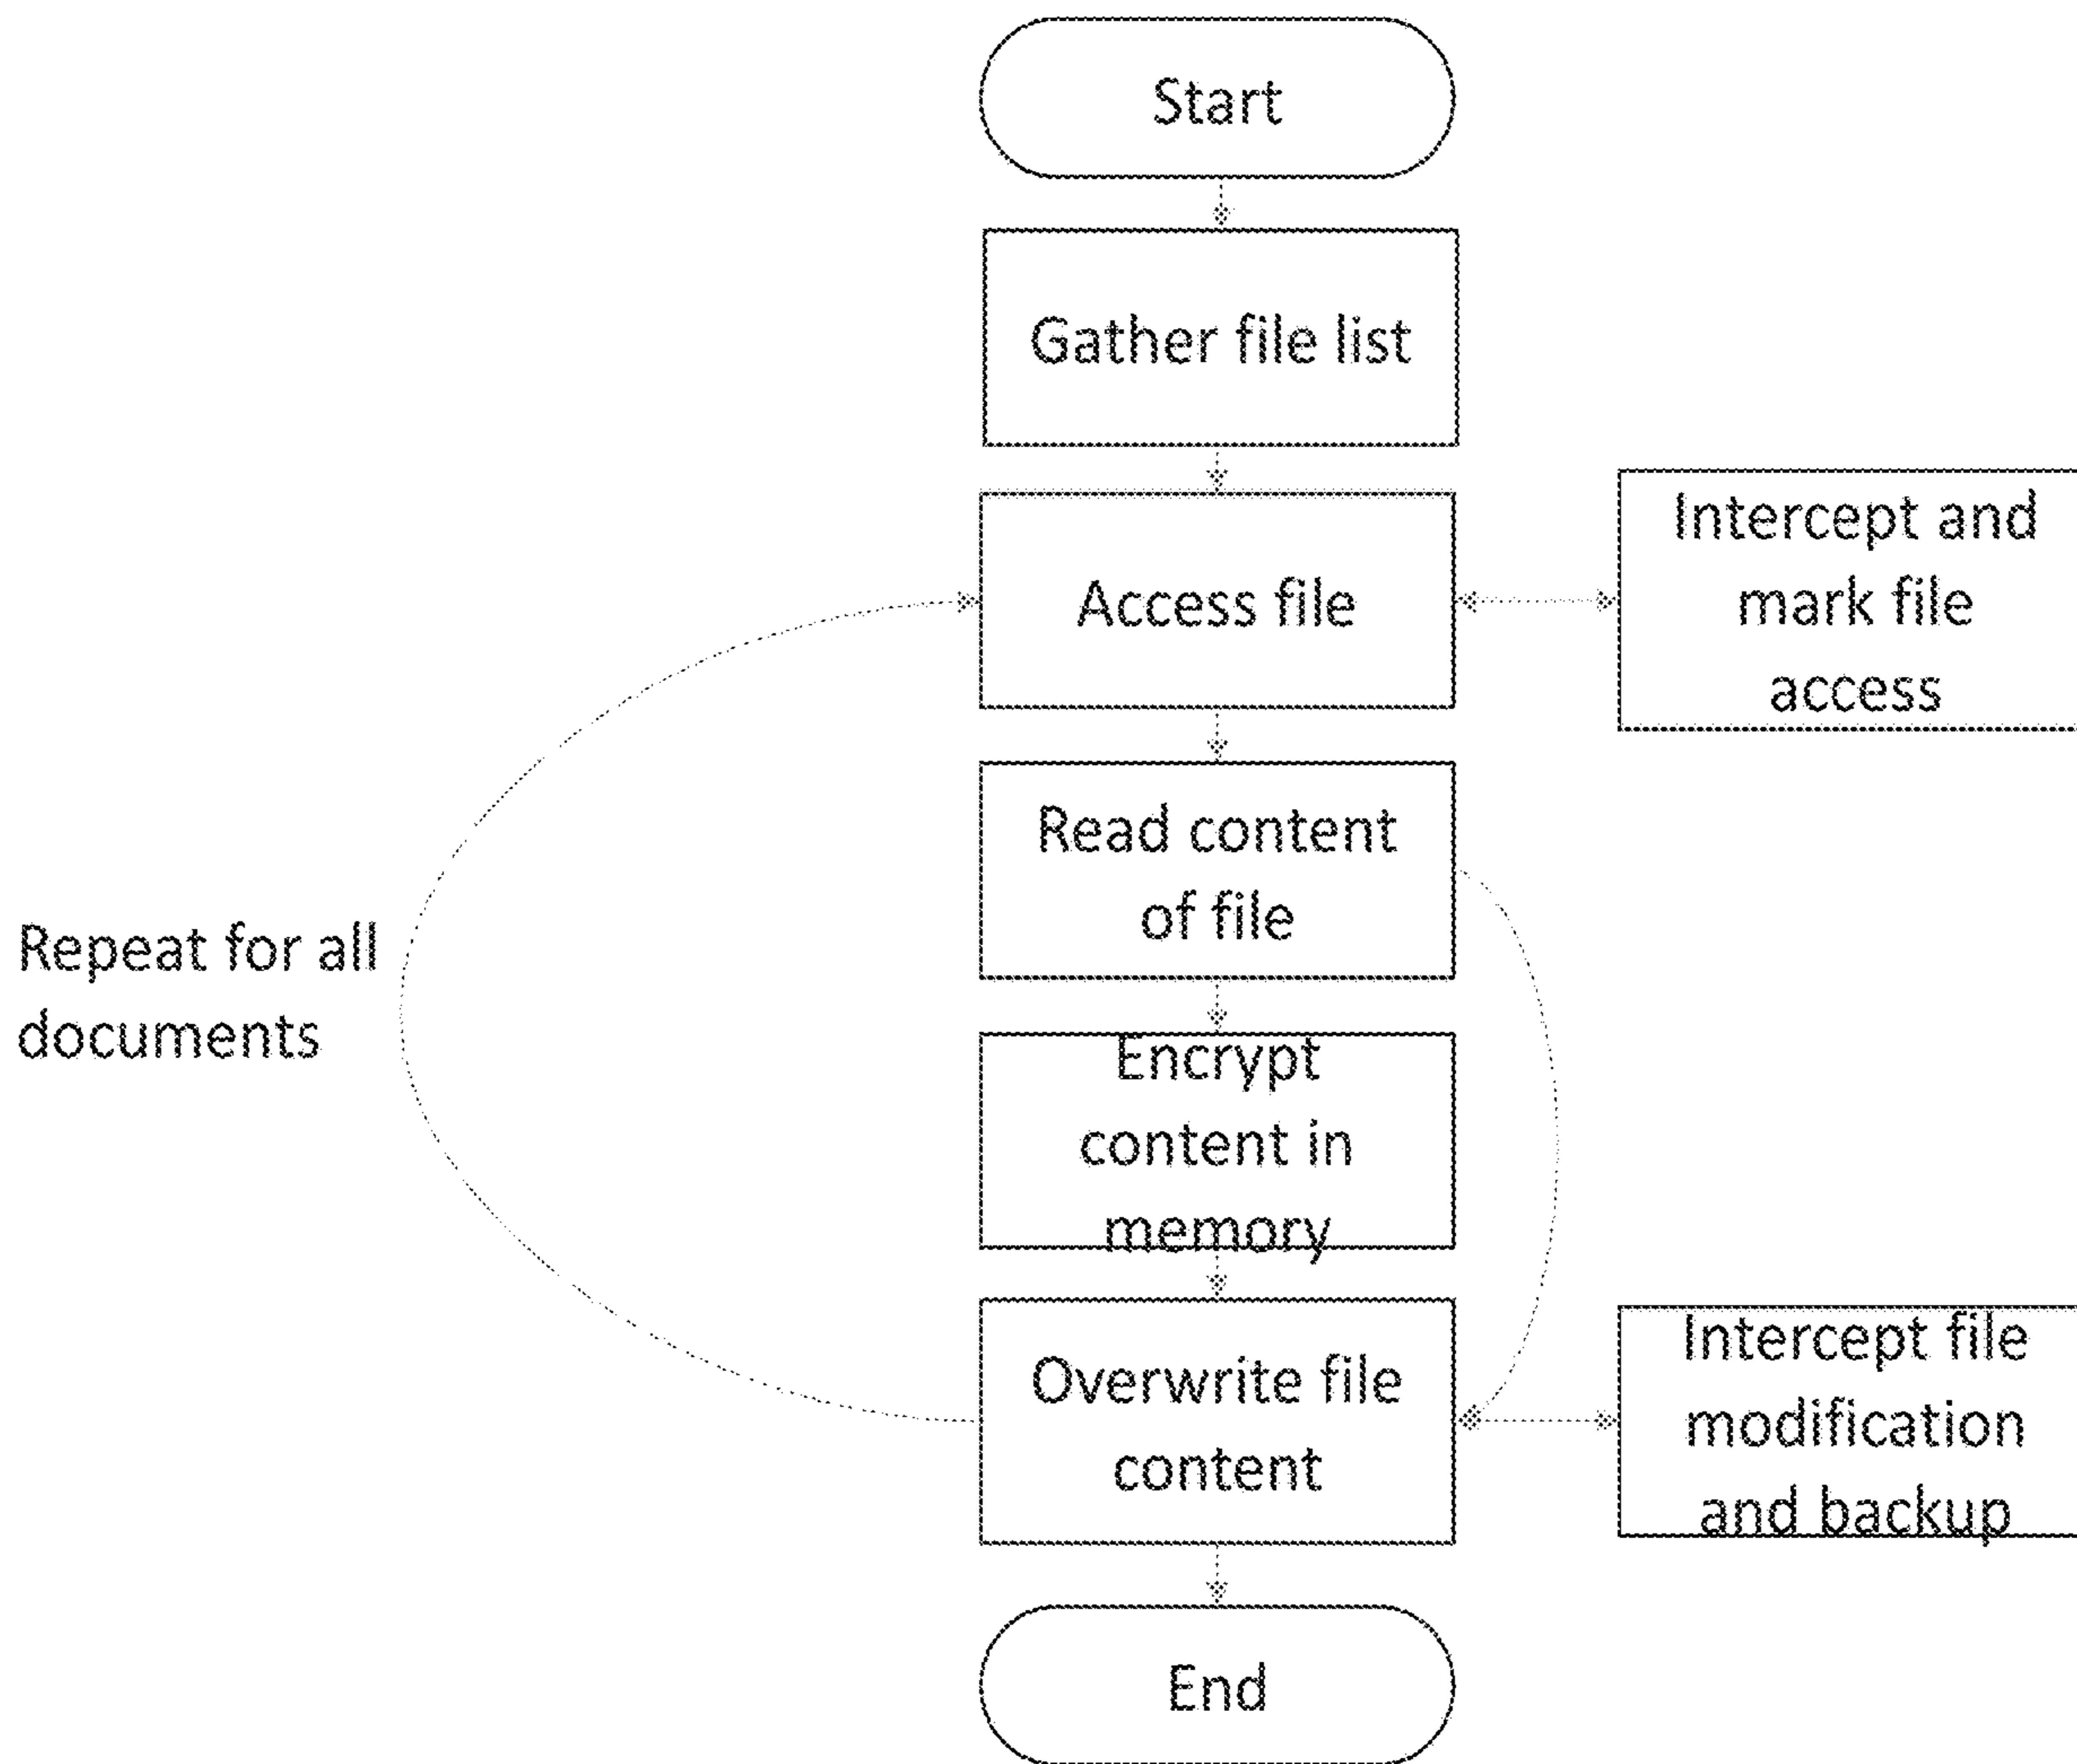 Start
Gather file list
Access file
Intercept and
mark file
access
Read content
of file
Repeat for all
documents
Encrypt
content in
memory
Overwrite file
content
Intercept file
modification
and backup
End